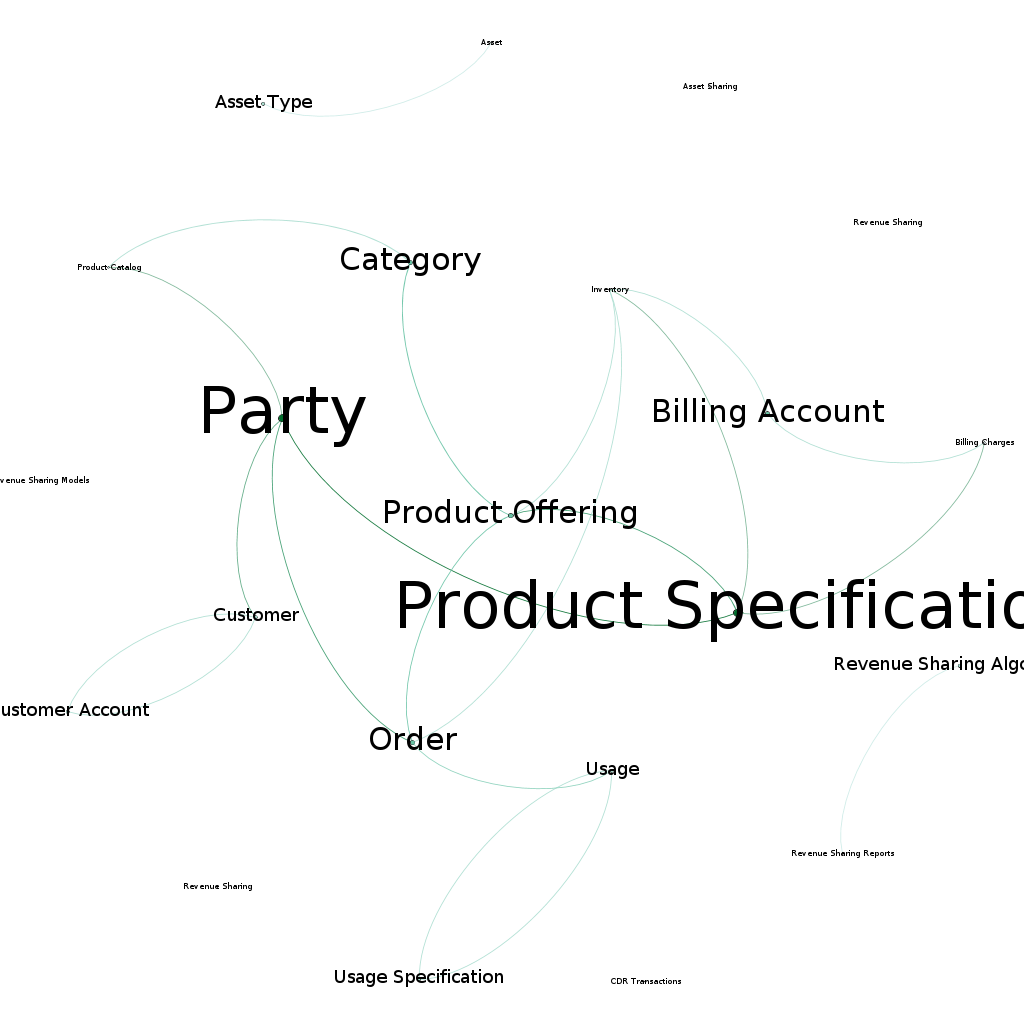 Asset
Asset Sharing
Asset Type
Revenue Sharing
Category
Product Catalog
Inventory
Party
Billing Account
Billing Charges
venue Sharing Models
Product Offering
Product Specificatio
Customer
Revenue Sharing Algo
ustomer Account
Order
Usage
Revenue Sharing Reports
Revenue Sharing
Usage Specification
CDR Transactions